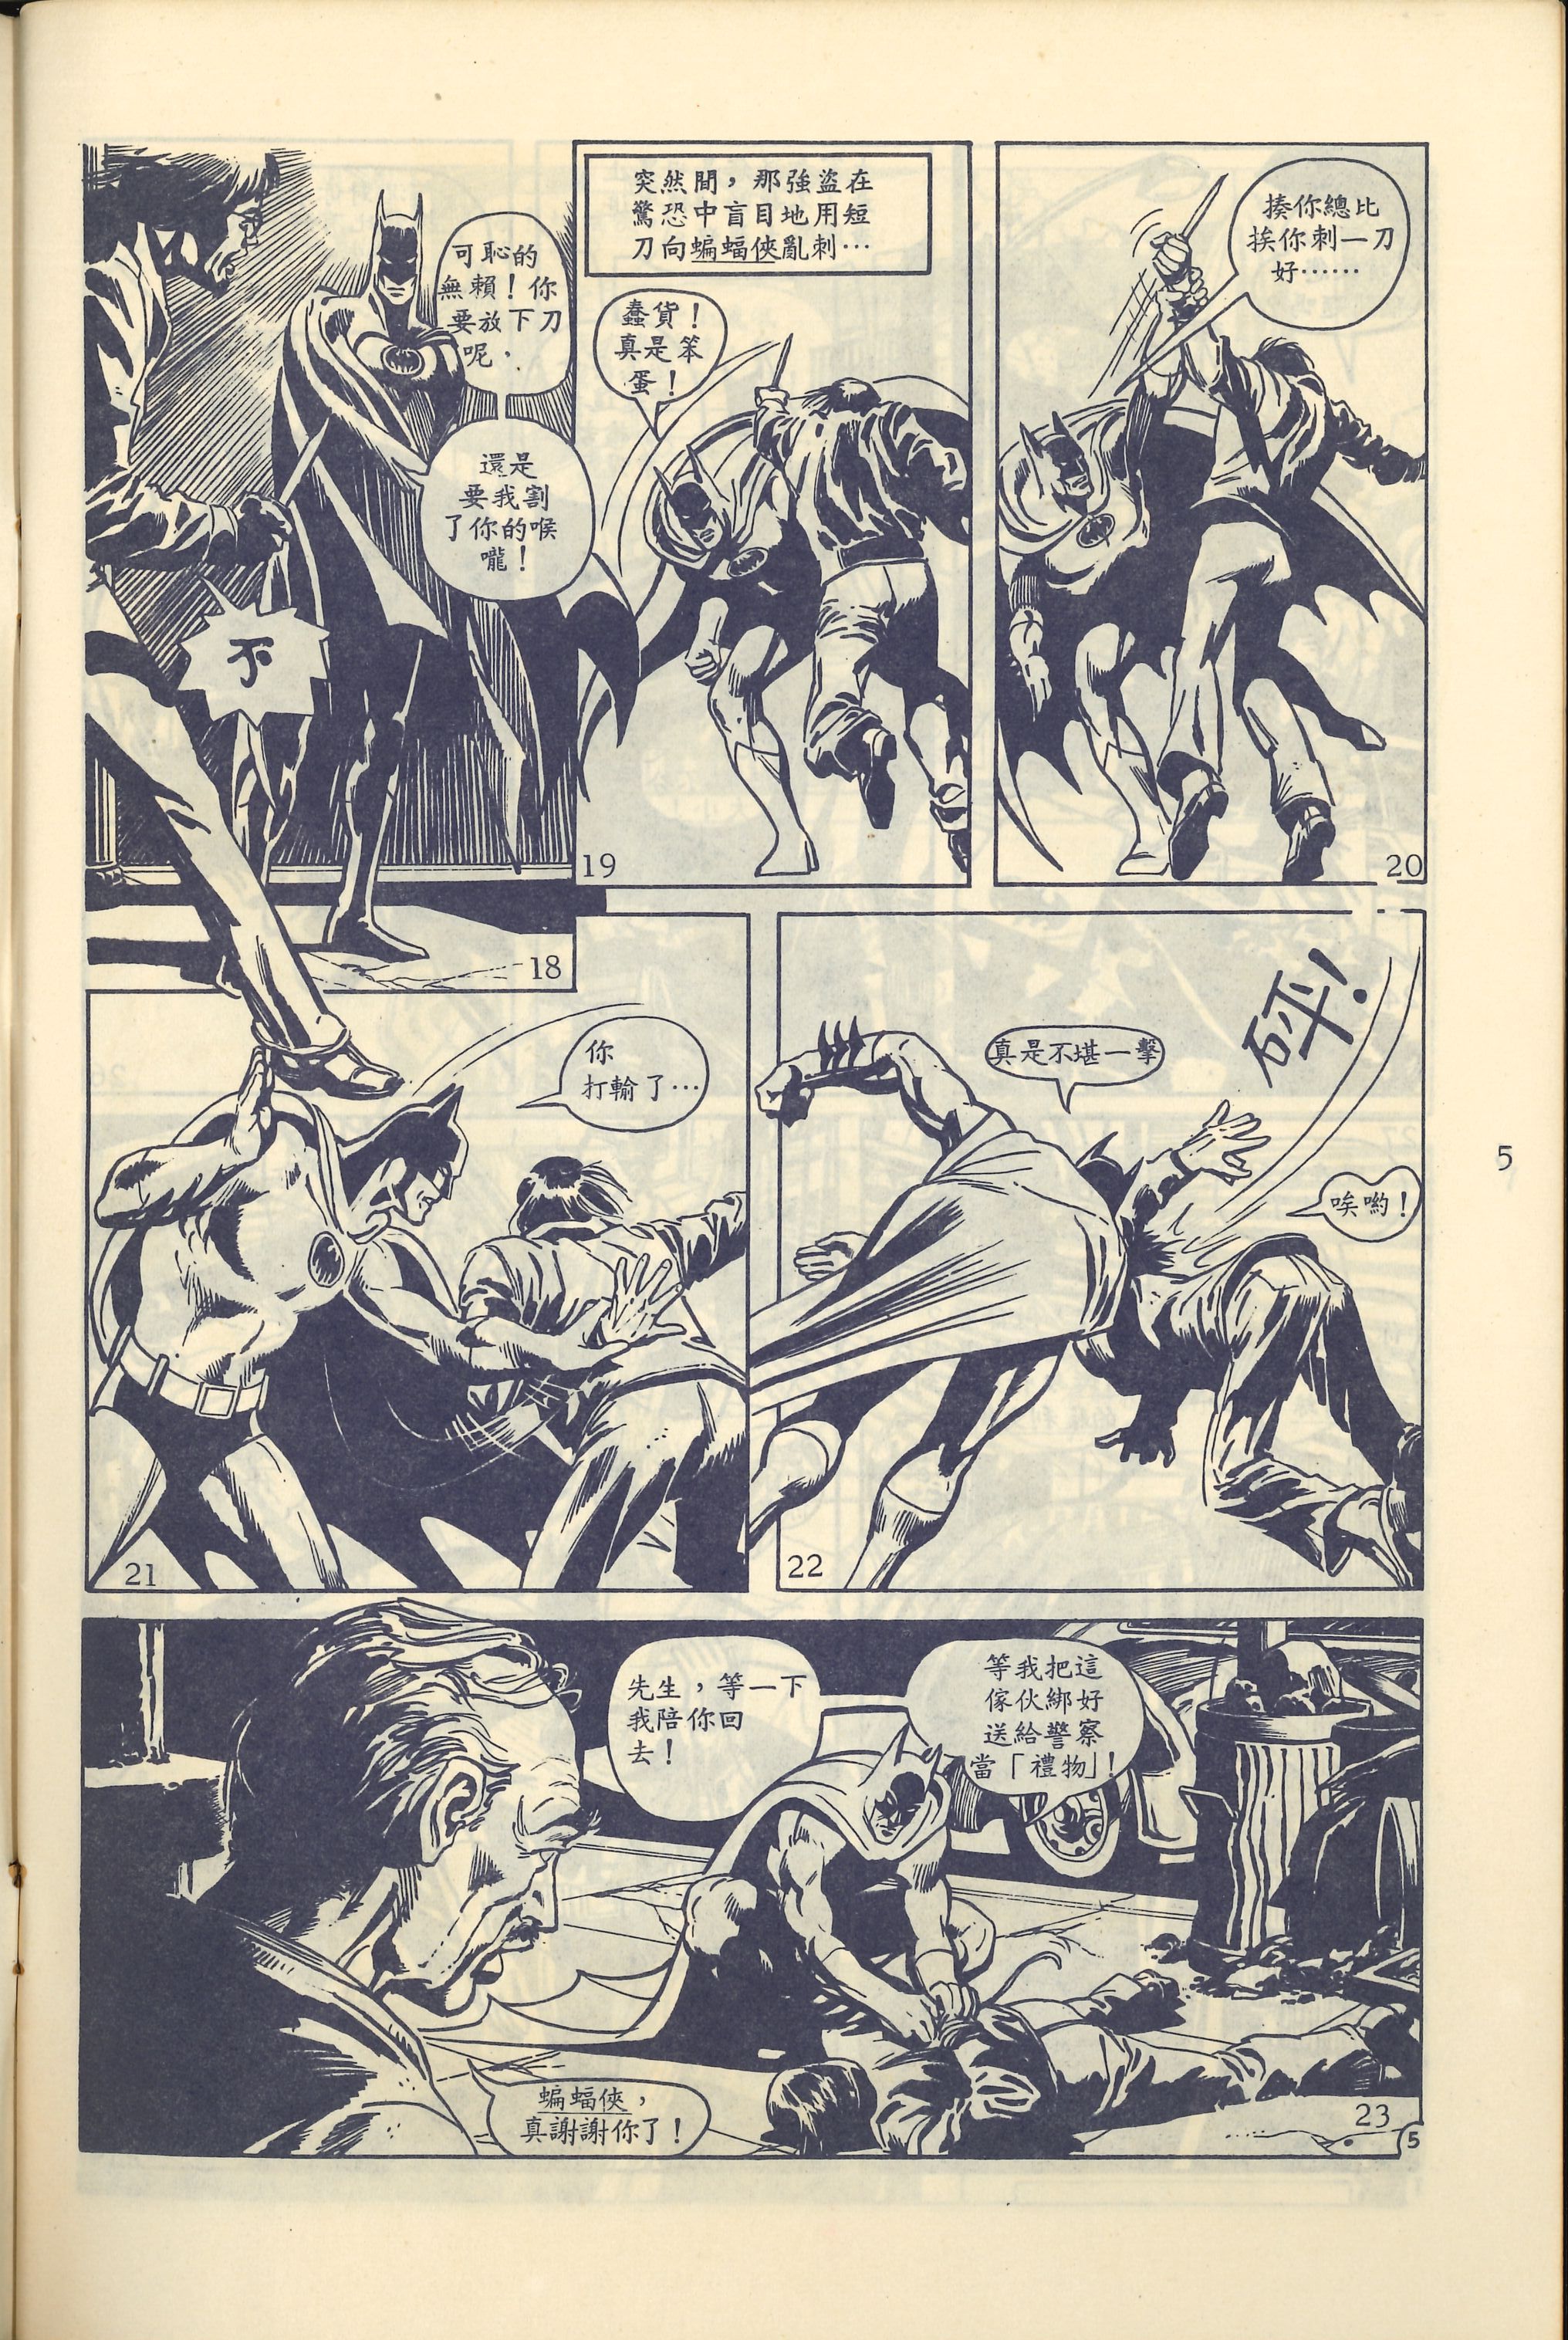 可恥的
無賴！你
要放下刀
呢，
還是
要我割
了你的喉
嚨！
不
18
突然間，那強盜在
驚恐中盲目地用短
刀向蝙蝠俠亂刺…
蠢貨！
真是笨
蛋！
19
揍你總比
挨你刺一刀
好……
20
你
打輸了…
21
真是不堪一擊
砰！
唉喲！
22
5
先生，等一下
我陪你回
去！
等我把這
傢伙綁好
送給警察
當「禮物」！
蝙蝠俠，
真謝謝你了！
23
5